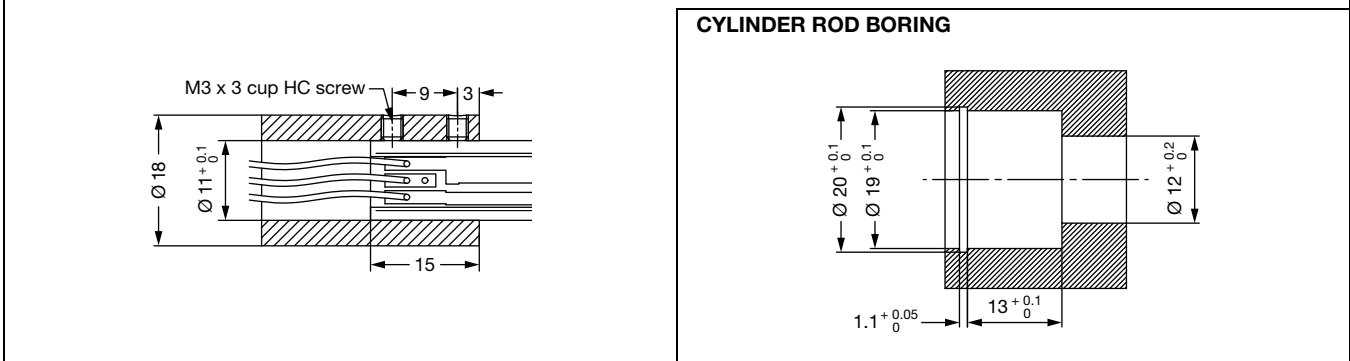 CYLINDER ROD BORING
M3 x 3 cup HC screw
9
3
Ø 18
Ø 11 + 0.1 0
15
Ø 20 + 0.1 0
Ø 19 + 0.1 0
Ø 12 + 0.2 0
1.1 + 0.05 0
13 + 0.1 0